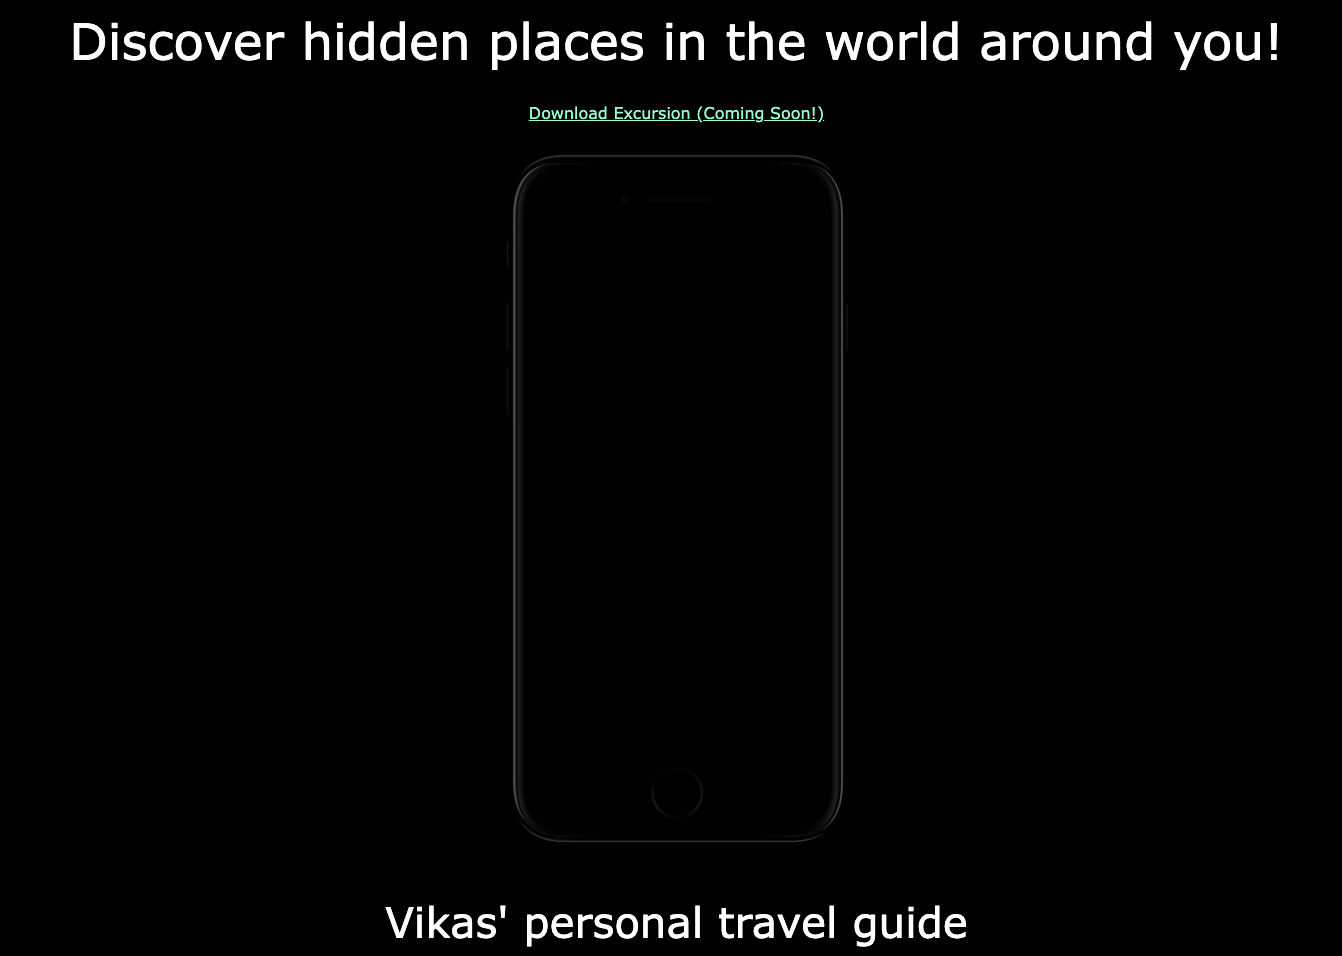 Discover hidden places in the world around you!
Download Excursion (Coming Soon!)
Vikas' personal travel guide